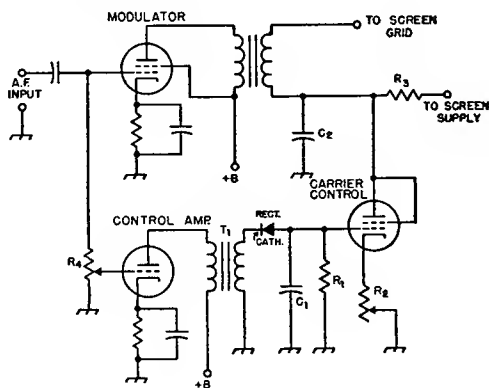 MODULATOR
TO SCREEN
GRID
A.F.
INPUT
R3
TO SCREEN
SUPPLY
C2
+B
CARRIER
CONTROL
CONTROL AMP.
T1
RECT.
CATH.
R4
C1
R1
R2
+B